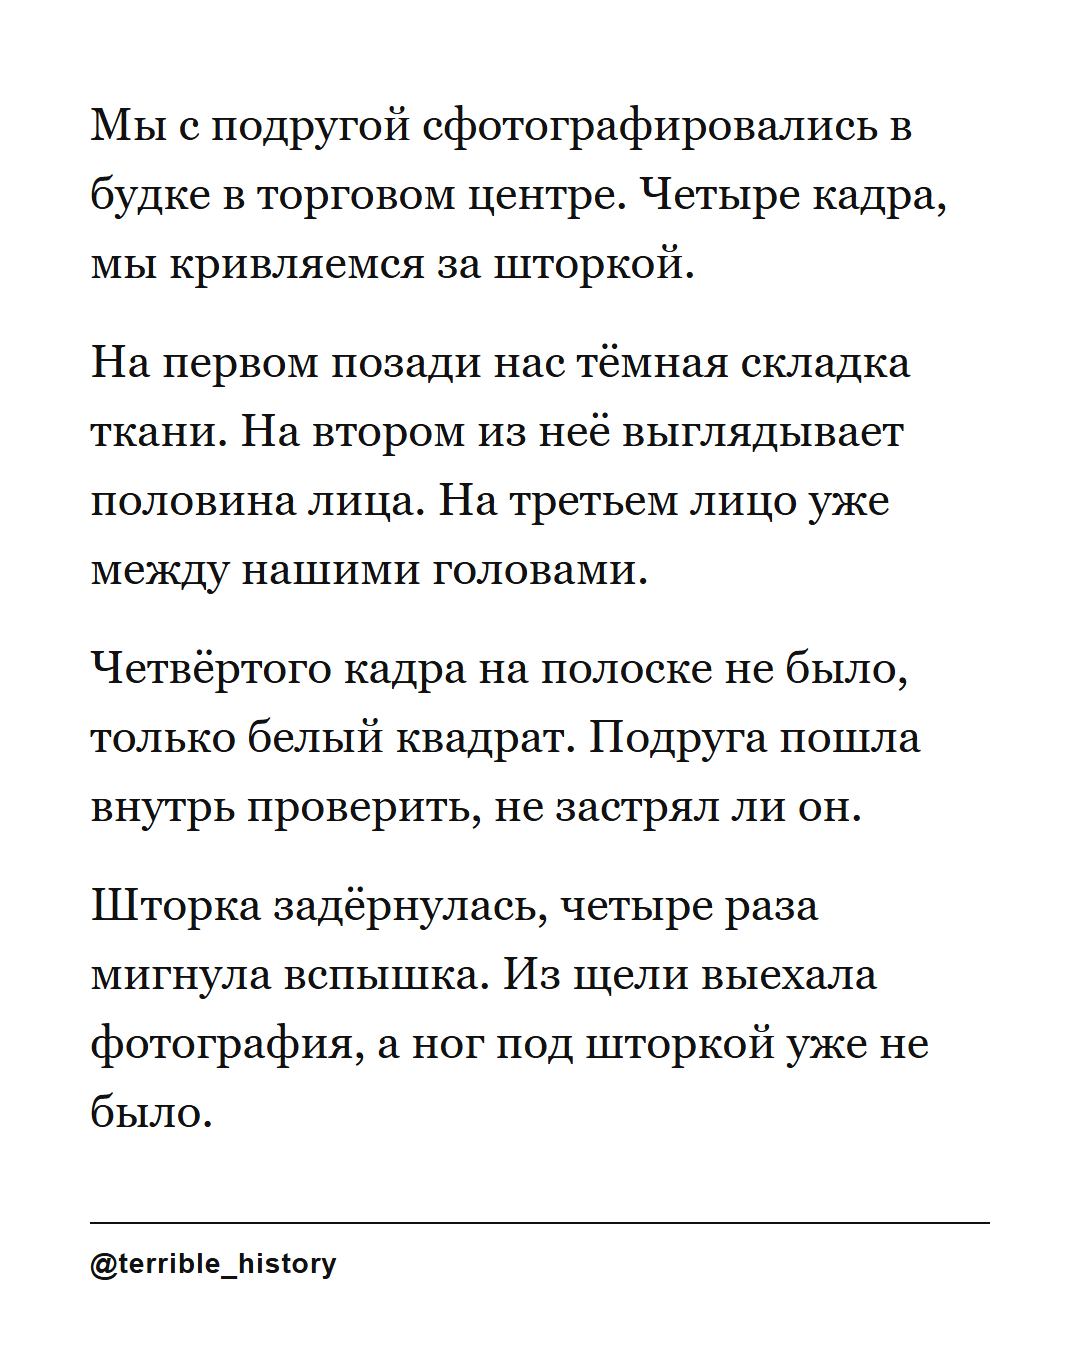 Мы с подругой сфотографировались в
будке в торговом центре. Четыре кадра,
мы кривляемся за шторкой.
На первом позади нас тёмная складка
ткани. На втором из неё выглядывает
половина лица. На третьем лицо уже
между нашими головами.
Четвёртого кадра на полоске не было,
только белый квадрат. Подруга пошла
внутрь проверить, не застрял ли он.
Шторка задёрнулась, четыре раза
мигнула вспышка. Из щели выехала
фотография, а ног под шторкой уже не
было.
@terrible_history